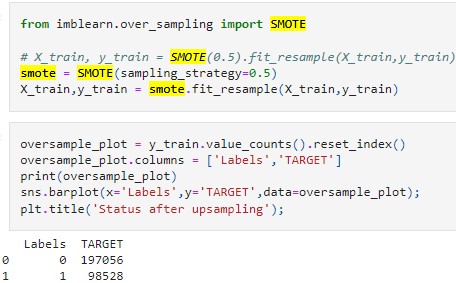 from imblearn.over_sampling import SMOTE
# X_train, y_train = SMOTE(0.5).fit_resample(X_train,y_train)
smote = SMOTE(sampling_strategy=0.5)
X_train,y_train = smote.fit_resample(X_train,y_train)
oversample_plot = y_train.value_counts().reset_index()
oversample_plot.columns = ['Labels','TARGET']
print(oversample_plot)
sns.barplot(x='Labels',y='TARGET',data=oversample_plot);
plt.title('Status after upsampling');
Labels TARGET
0 0 197056
1 1 98528